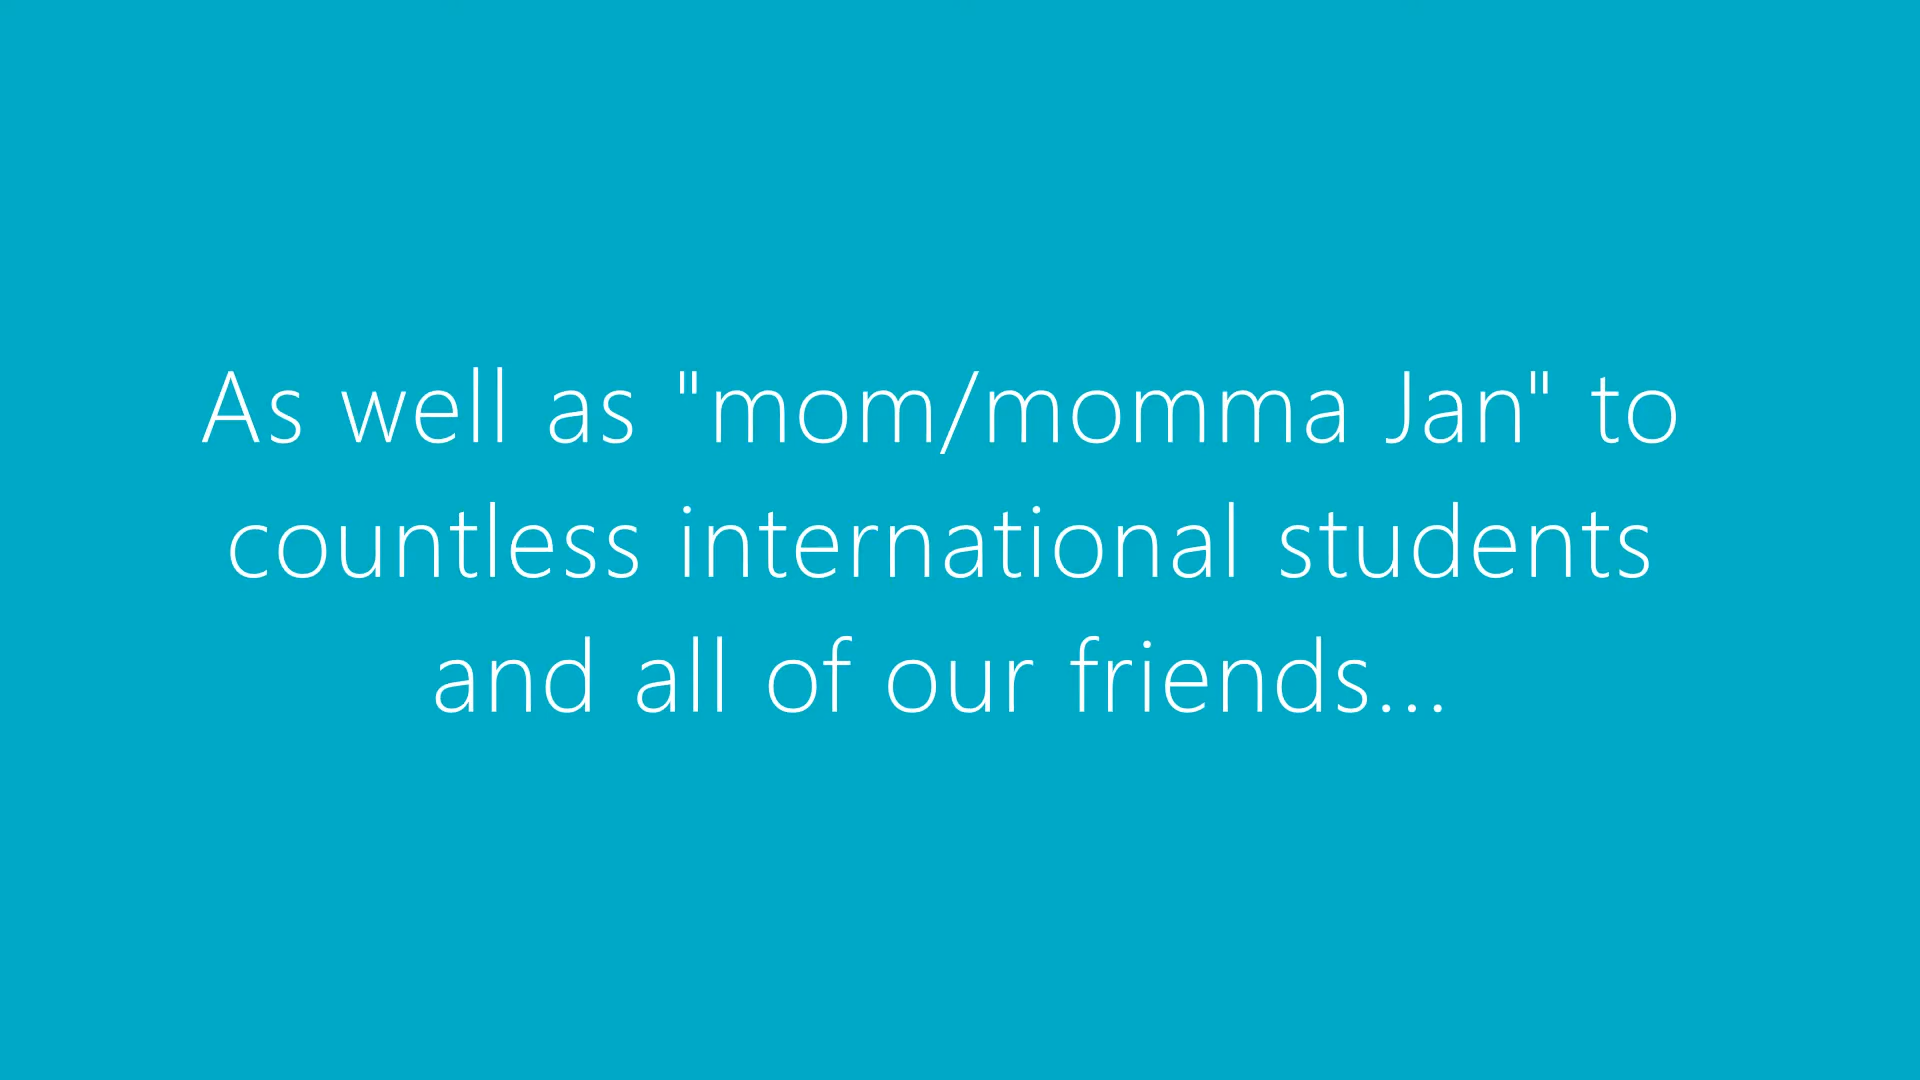 As well as "mom/momma Jan" to
countless international students
and all of our friends...